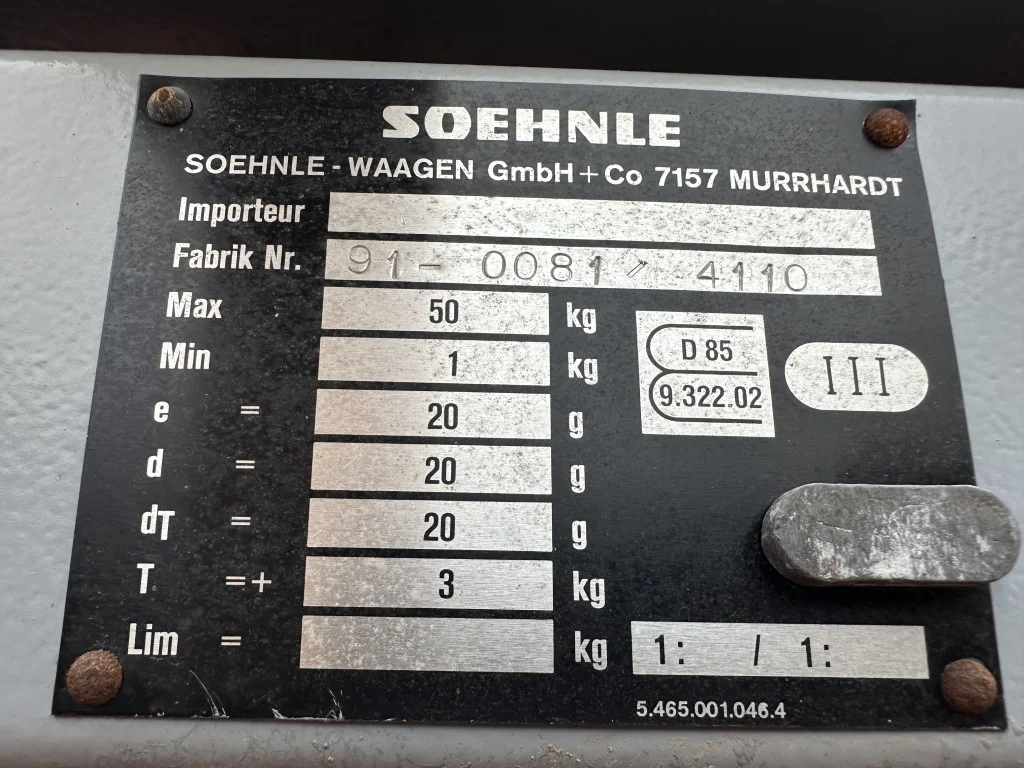 SOEHNLE
SOEHNLE - WAAGEN GmbH + Co 7157 MURRHARDT
Importeur
Fabrik Nr. 91- 0081 / 4110
Max 50 kg
Min 1 kg
e = 20 g
d = 20 g
dT = 20 g
T =+ 3 kg
Lim = kg
D 85
9.322.02
III
1: / 1:
5.465.001.046.4